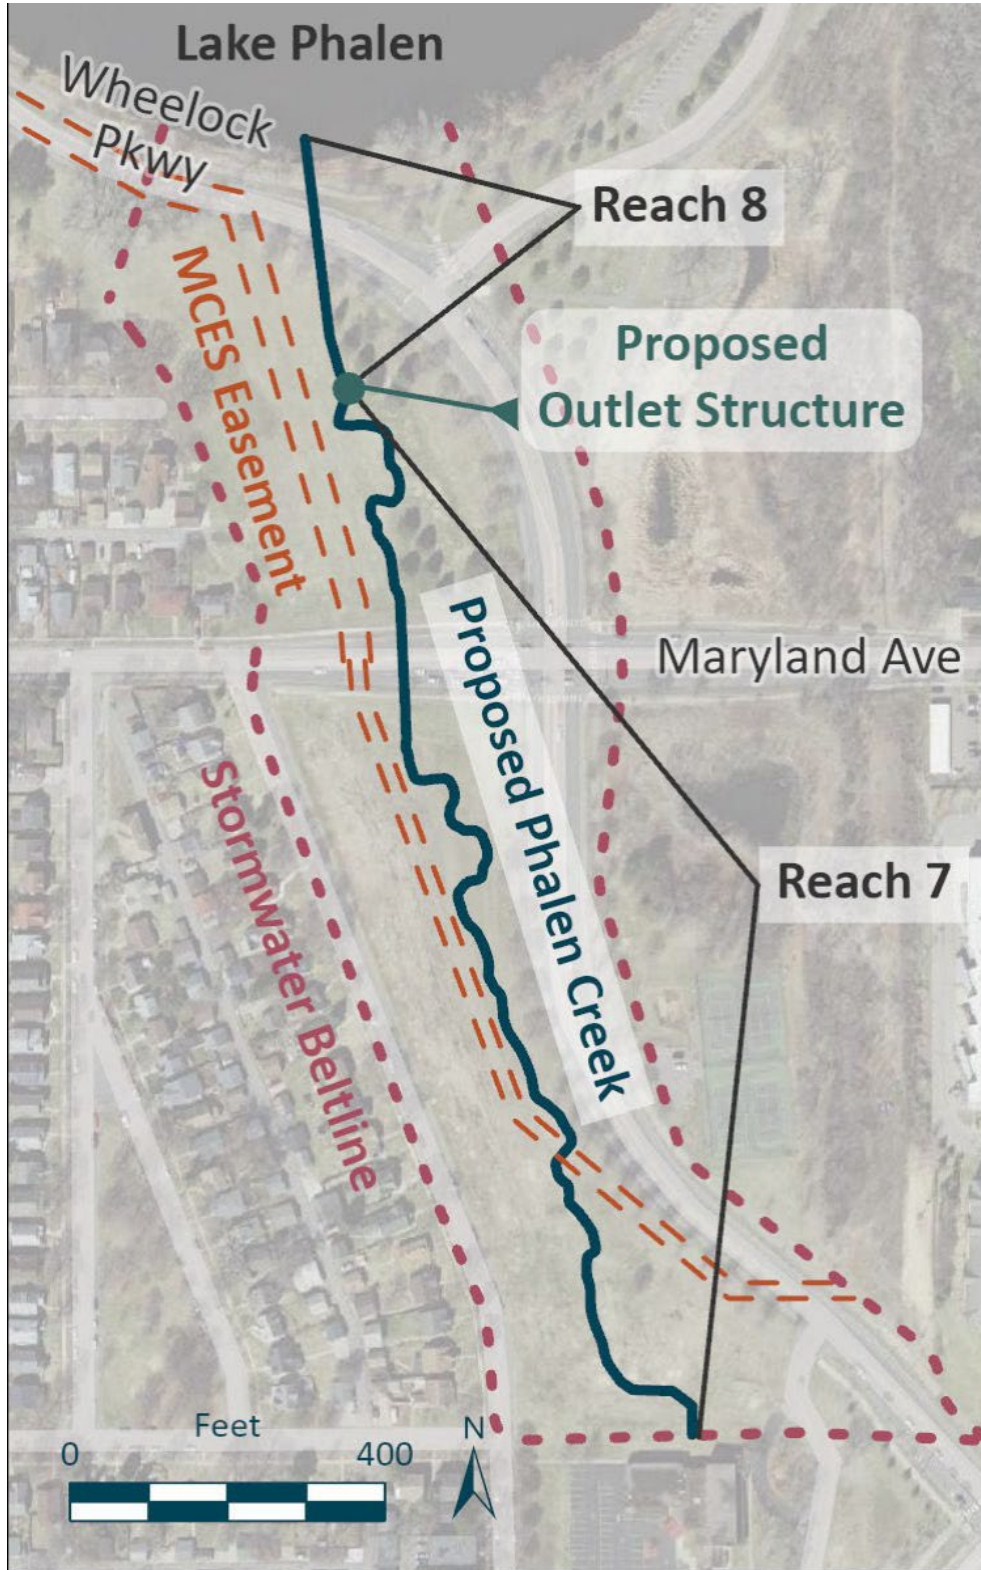 Lake Phalen
Wheelock
Pkwy
Reach 8
MCES Easement
Proposed
Outlet Structure
Maryland Ave
Proposed Phalen Creek
Stormwater Beltline
Reach 7
Feet
0 400
N